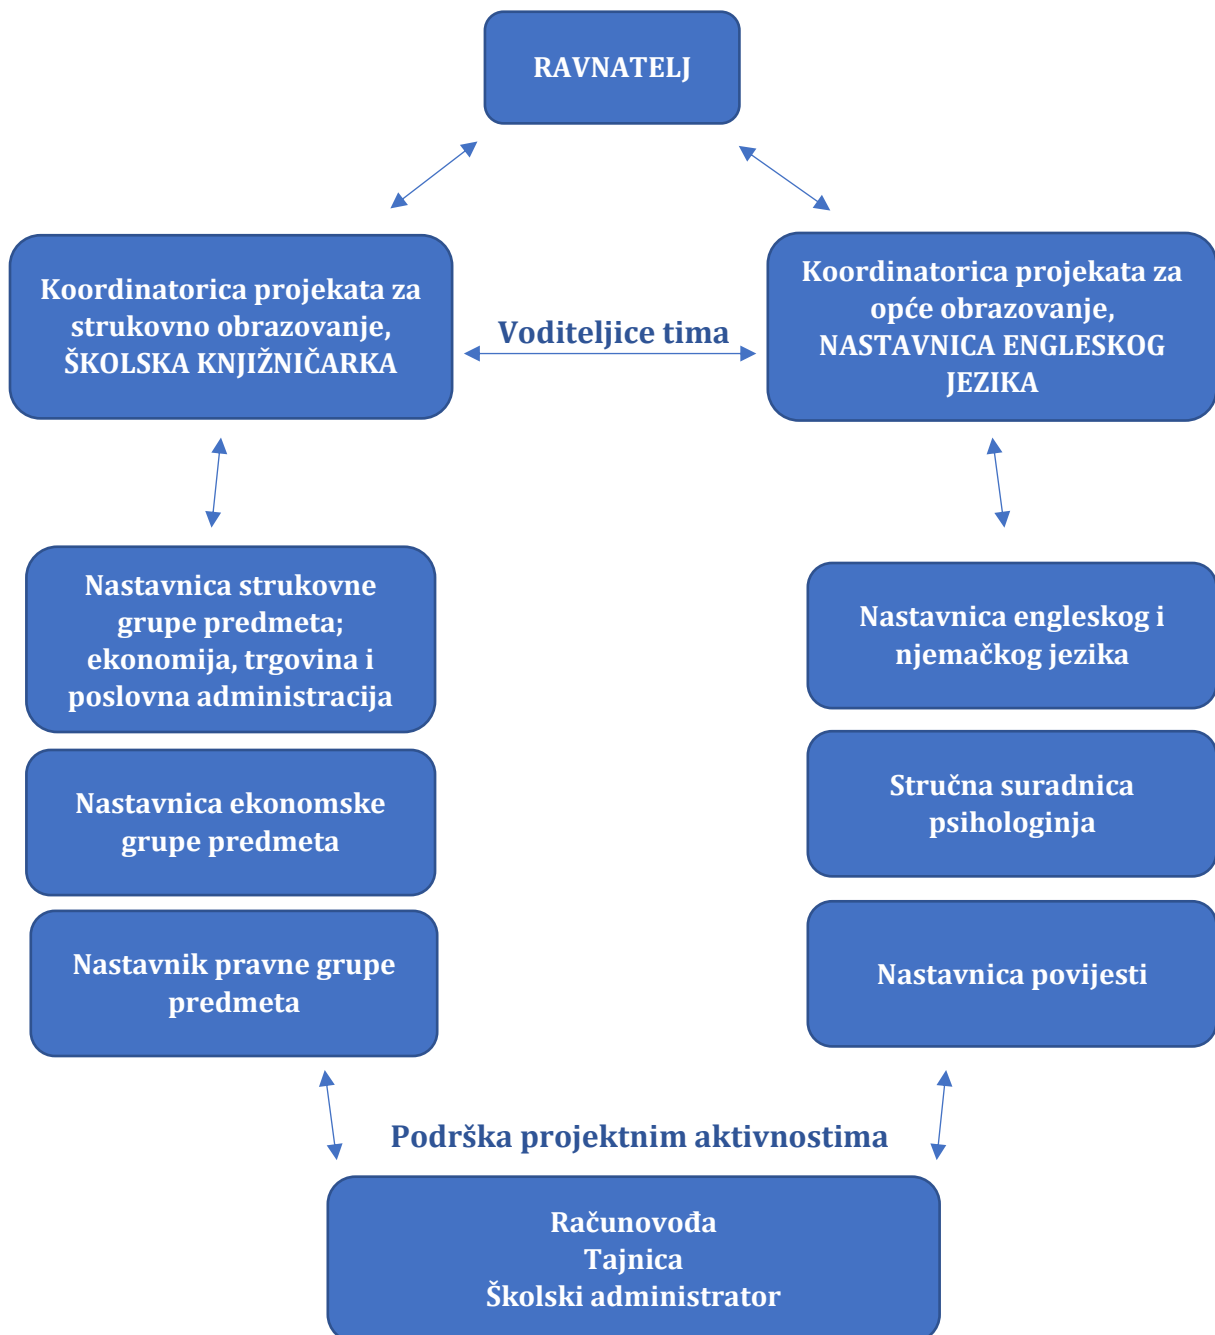 RAVNATELJ
Koordinatorica projekata za
strukovno obrazovanje,
ŠKOLSKA KNJIŽNIČARKA
Voditeljice tima
Koordinatorica projekata za
opće obrazovanje,
NASTAVNICA ENGLESKOG
JEZIKA
Nastavnica strukovne
grupe predmeta;
ekonomija, trgovina i
poslovna administracija
Nastavnica ekonomske
grupe predmeta
Nastavnik pravne grupe
predmeta
Nastavnica engleskog i
njemačkog jezika
Stručna suradnica
psihologinja
Nastavnica povijesti
Podrška projektnim aktivnostima
Računovođa
Tajnica
Školski administrator